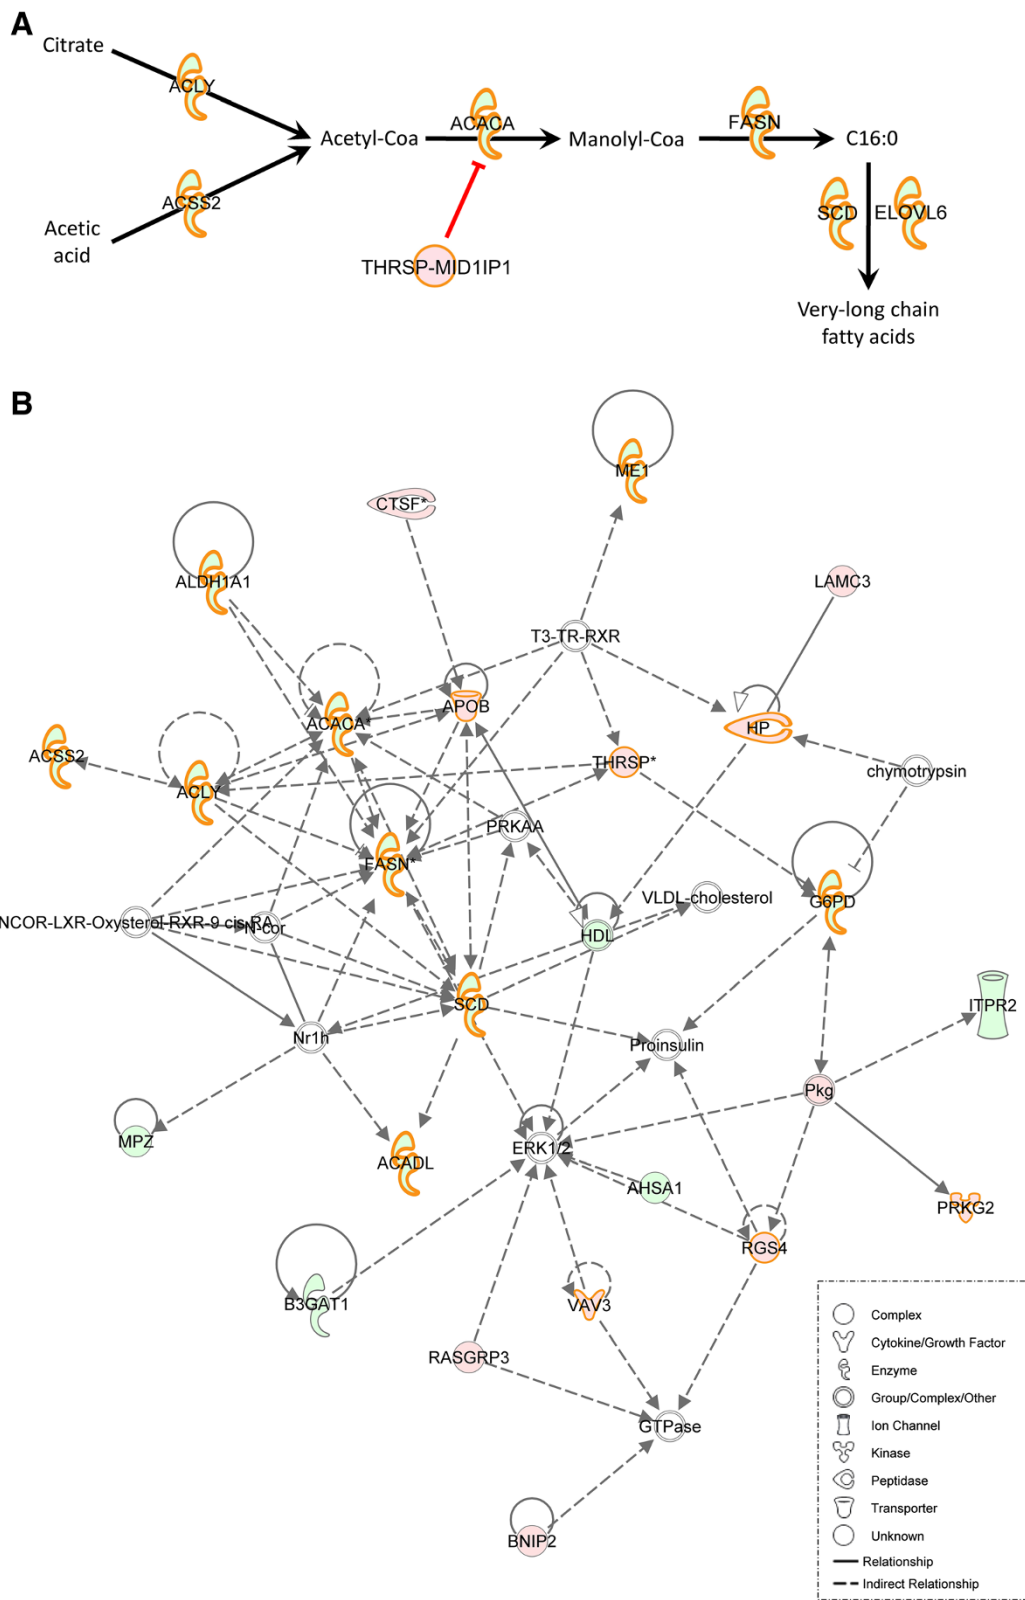 A
Citrate
ACLY
Acetyl-Coa
ACACA
Manolyl-Coa
FASN
C16:0
ACSS2
Acetic
acid
THRSP-MID1IP1
SCD
ELOVL6
Very-long chain
fatty acids
B
ME1
CTSF*
ALDH1A1
LAMC3
T3-TR-RXR
APOB
ACACA*
HP
ACSS2
THRSP*
chymotrypsin
ACLY
PRKAA
FASN*
VLDL-cholesterol
G6PD
NCOR-LXR-Oxysterol-RXR-9 cis RA
N-cor
HDL
SCD
ITPR2
Nr1h
Proinsulin
Pkg
MPZ
ERK1/2
ACADL
AHSA1
PRKG2
RGS4
B3GAT1
VAV3
RASGRP3
GTPase
BNIP2
Complex
Cytokine/Growth Factor
Enzyme
Group/Complex/Other
Ion Channel
Kinase
Peptidase
Transporter
Unknown
Relationship
Indirect Relationship